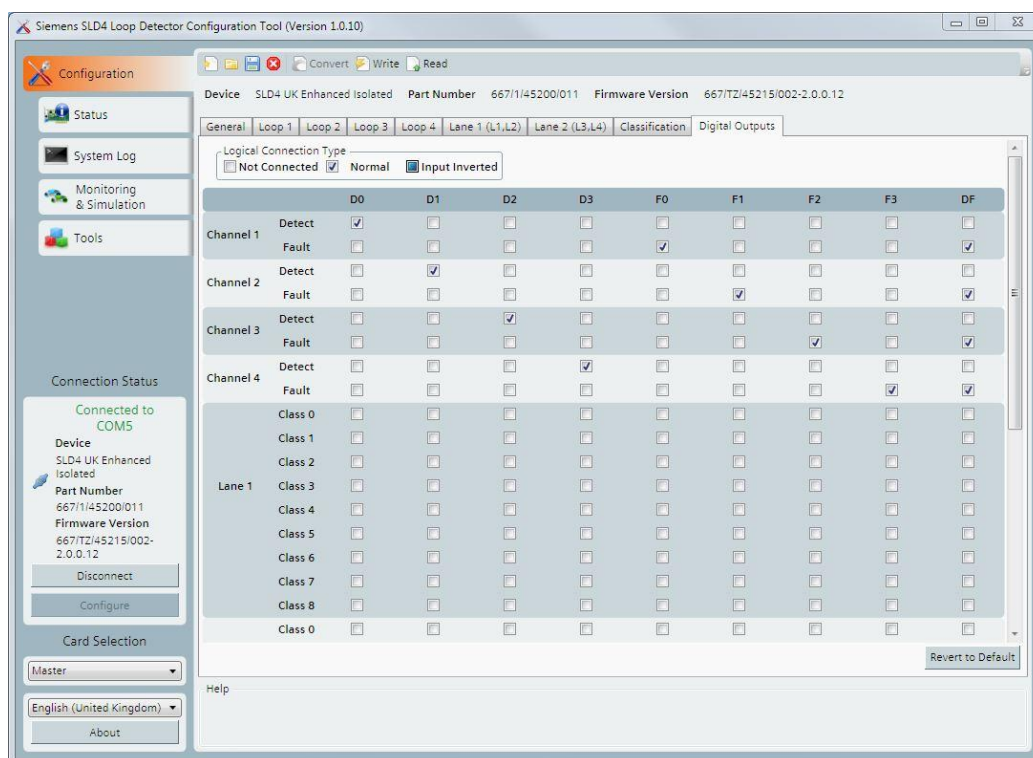 Siemens SLD4 Loop Detector Configuration Tool (Version 1.0.10)
Configuration
Status
System Log
Monitoring
& Simulation
Tools
Connection Status
Connected to
COM5
Device
SLD4 UK Enhanced
Isolated
Part Number
667/1/45200/011
Firmware Version
667/TZ/45215/002-
2.0.0.12
Disconnect
Configure
Card Selection
Master
English (United Kingdom)
About
Convert Write Read
Device SLD4 UK Enhanced Isolated Part Number 667/1/45200/011 Firmware Version 667/TZ/45215/002-2.0.0.12
General Loop 1 Loop 2 Loop 3 Loop 4 Lane 1 (L1,L2) Lane 2 (L3,L4) Classification Digital Outputs
Logical Connection Type
Not Connected Normal Input Inverted
D0 D1 D2 D3 F0 F1 F2 F3 DF
Channel 1
Detect
Fault
Channel 2
Detect
Fault
Channel 3
Detect
Fault
Channel 4
Detect
Fault
Lane 1
Class 0
Class 1
Class 2
Class 3
Class 4
Class 5
Class 6
Class 7
Class 8
Class 0
Revert to Default
Help